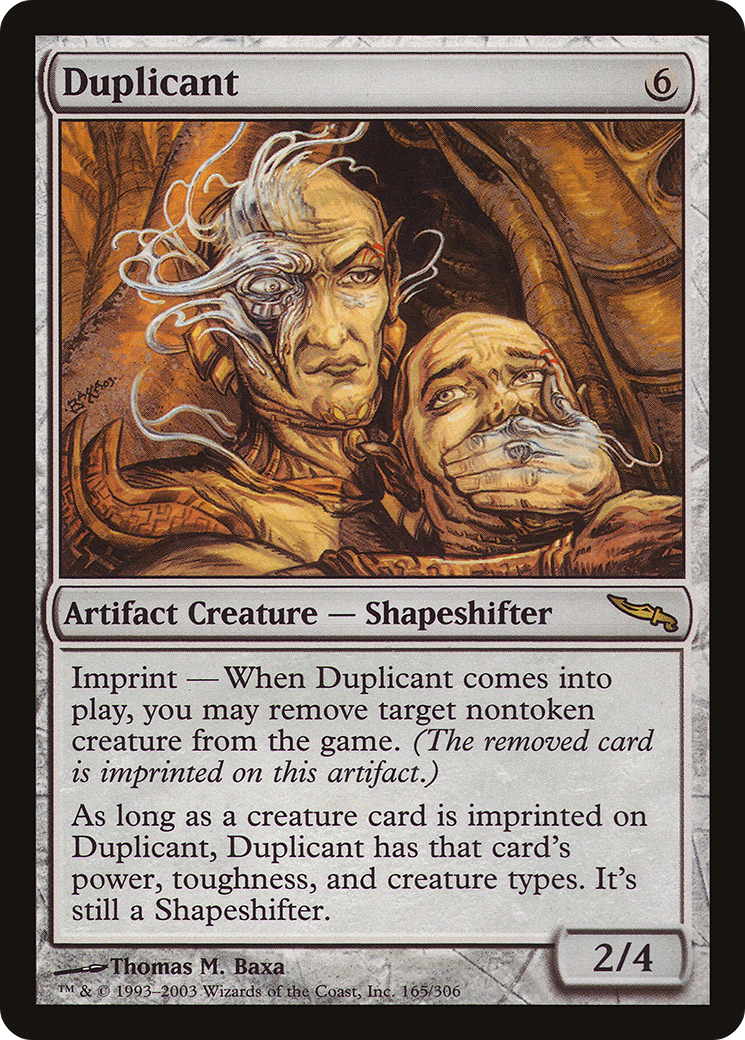 Duplicant
6
BAXA 03
Artifact Creature — Shapeshifter
Imprint — When Duplicant comes into
play, you may remove target nontoken
creature from the game. (The removed card
is imprinted on this artifact.)
As long as a creature card is imprinted on
Duplicant, Duplicant has that card's
power, toughness, and creature types. It's
still a Shapeshifter.
2/4
Thomas M. Baxa
™ & © 1993–2003 Wizards of the Coast, Inc. 165/306